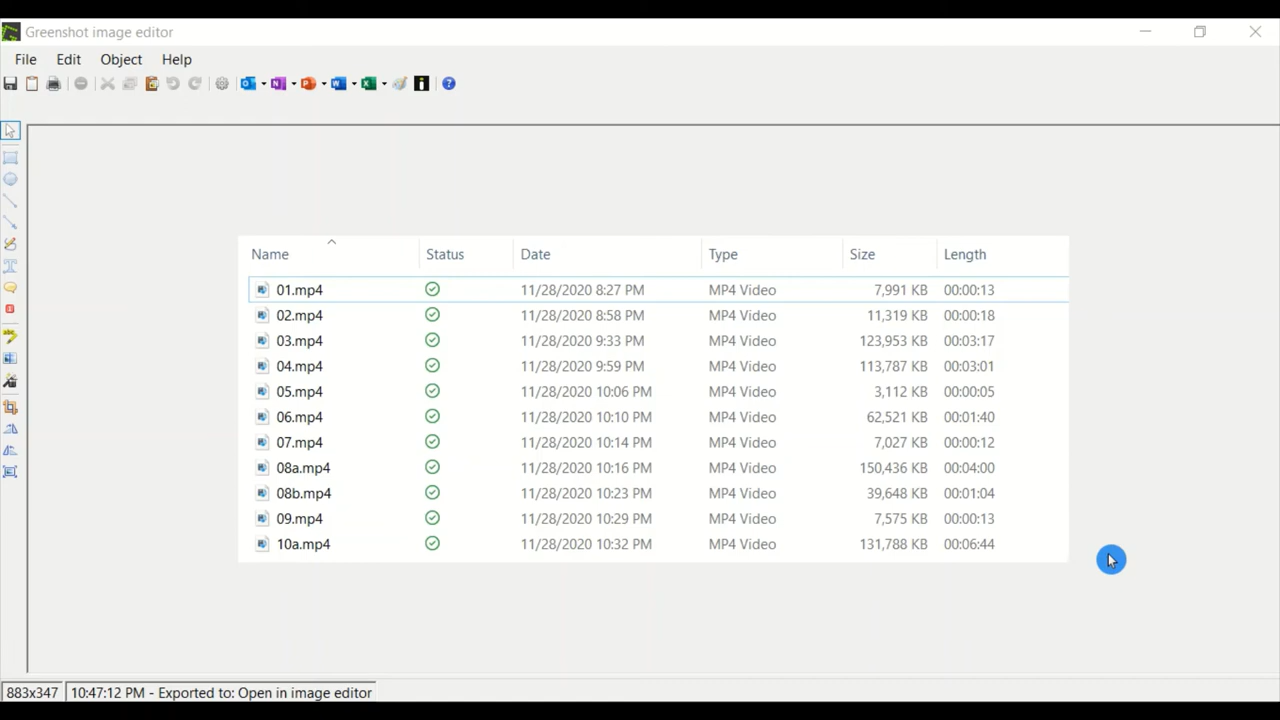 Greenshot image editor
File Edit Object Help
Name Status Date Type Size Length
01.mp4 11/28/2020 8:27 PM MP4 Video 7,991 KB 00:00:13
02.mp4 11/28/2020 8:58 PM MP4 Video 11,319 KB 00:00:18
03.mp4 11/28/2020 9:33 PM MP4 Video 123,953 KB 00:03:17
04.mp4 11/28/2020 9:59 PM MP4 Video 113,787 KB 00:03:01
05.mp4 11/28/2020 10:06 PM MP4 Video 3,112 KB 00:00:05
06.mp4 11/28/2020 10:10 PM MP4 Video 62,521 KB 00:01:40
07.mp4 11/28/2020 10:14 PM MP4 Video 7,027 KB 00:00:12
08a.mp4 11/28/2020 10:16 PM MP4 Video 150,436 KB 00:04:00
08b.mp4 11/28/2020 10:23 PM MP4 Video 39,648 KB 00:01:04
09.mp4 11/28/2020 10:29 PM MP4 Video 7,575 KB 00:00:13
10a.mp4 11/28/2020 10:32 PM MP4 Video 131,788 KB 00:06:44
883x347 10:47:12 PM - Exported to: Open in image editor